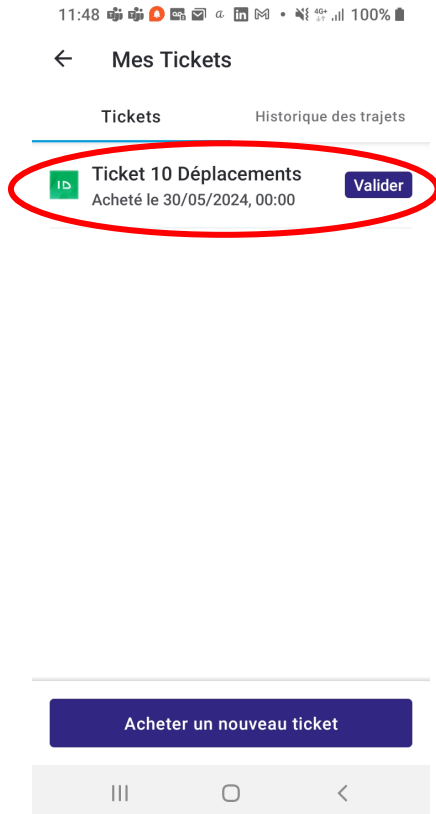 11:48 100%
Mes Tickets
Tickets Historique des trajets
ID Ticket 10 Déplacements Valider
Acheté le 30/05/2024, 00:00
Acheter un nouveau ticket